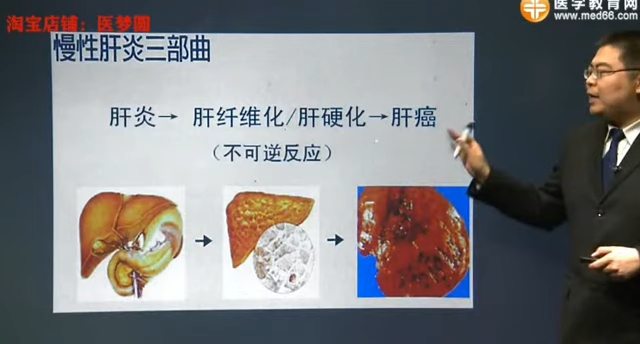 淘宝店铺：医梦圆
医学教育网
www.med66.com
慢性肝炎三部曲
肝炎→ 肝纤维化/肝硬化→肝癌
（不可逆反应）